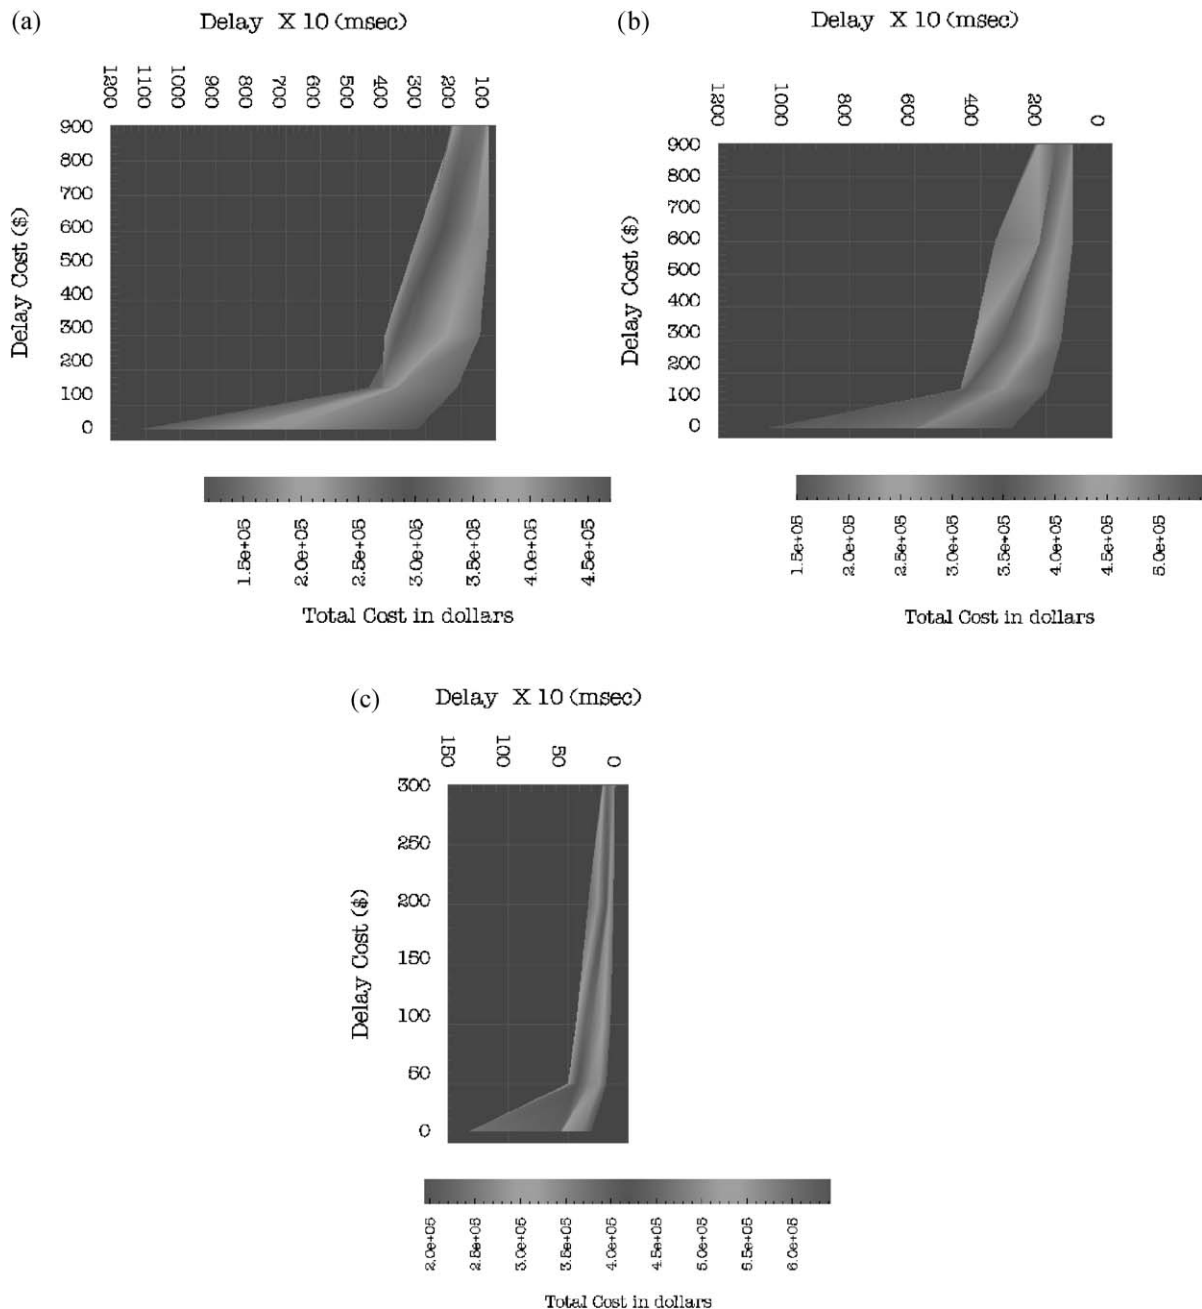 (a) Delay X 10 (msec)
1200 1100 1000 900 800 700 600 500 400 300 200 100
900
800
700
600
500
400
300
200
100
0
Delay Cost ($)
1.5e+05 2.0e+05 2.5e+05 3.0e+05 3.5e+05 4.0e+05 4.5e+05
Total Cost in dollars
(b) Delay X 10 (msec)
1200 1000 800 600 400 200 0
900
800
700
600
500
400
300
200
100
0
Delay Cost ($)
1.5e+05 2.0e+05 2.5e+05 3.0e+05 3.5e+05 4.0e+05 4.5e+05 5.0e+05
Total Cost in dollars
(c) Delay X 10 (msec)
150 100 50 0
300
250
200
150
100
50
0
Delay Cost ($)
2.0e+05 2.5e+05 3.0e+05 3.5e+05 4.0e+05 4.5e+05 5.0e+05 5.5e+05 6.0e+05
Total Cost in dollars